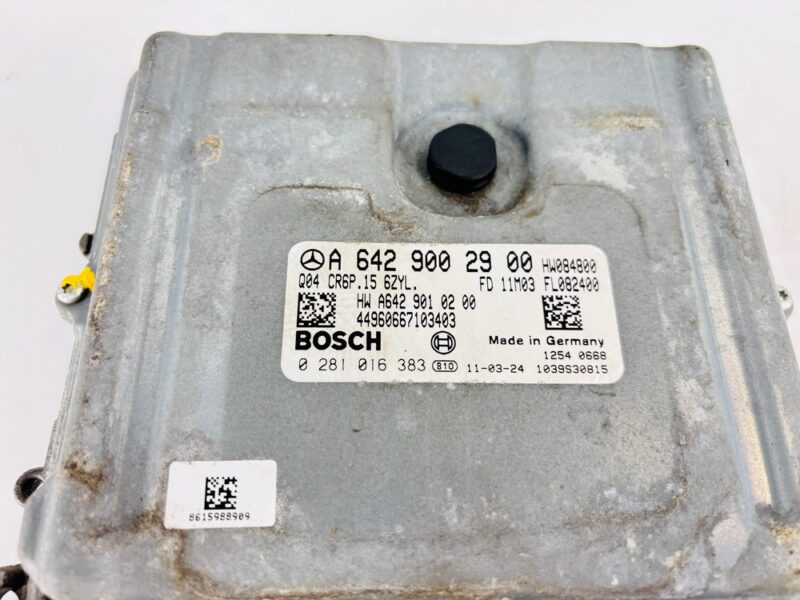 A 642 900 29 00 HW084800
Q04 CR6P.15 6ZYL. FD 11M03 FL082400
HW A642 901 02 00
44960667103403
BOSCH Made in Germany
1254 0668
0 281 016 383 810 11-03-24 1039S30815
8615988909